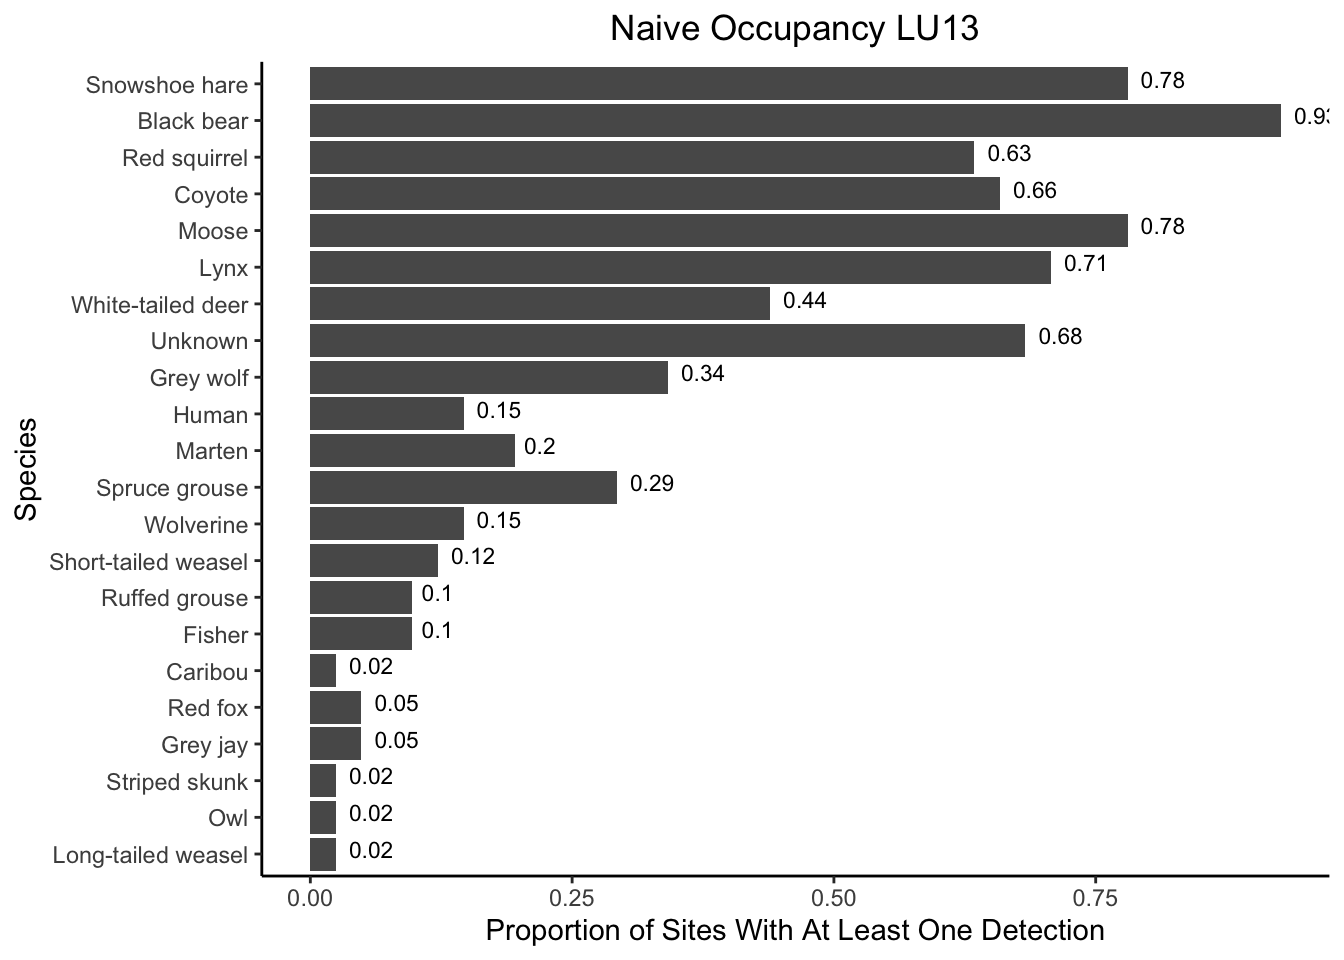 Naive Occupancy LU13
Snowshoe hare 0.78
Black bear 0.93
Red squirrel 0.63
Coyote 0.66
Moose 0.78
Lynx 0.71
White-tailed deer 0.44
Unknown 0.68
Grey wolf 0.34
Human 0.15
Marten 0.2
Spruce grouse 0.29
Wolverine 0.15
Short-tailed weasel 0.12
Ruffed grouse 0.1
Fisher 0.1
Caribou 0.02
Red fox 0.05
Grey jay 0.05
Striped skunk 0.02
Owl 0.02
Long-tailed weasel 0.02
Species
0.00 0.25 0.50 0.75
Proportion of Sites With At Least One Detection